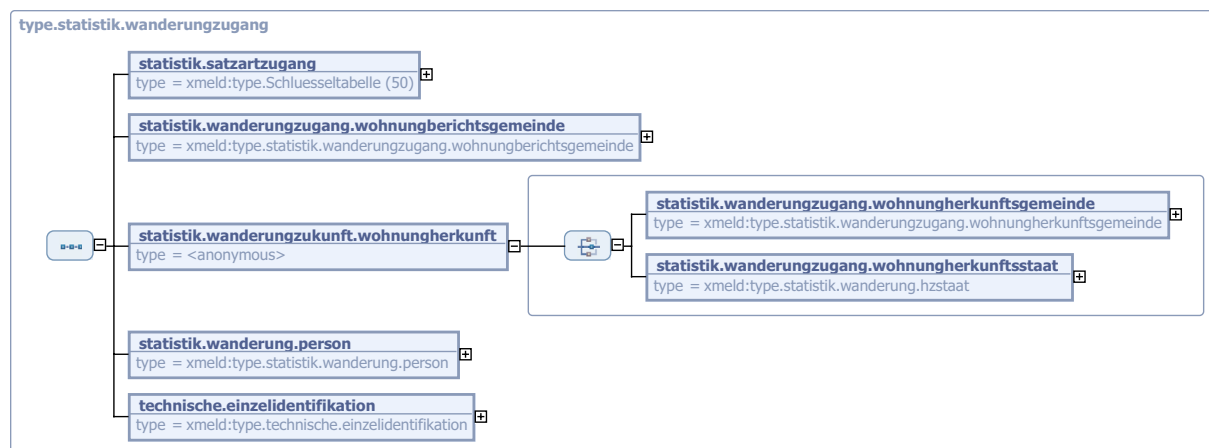 type.statistik.wanderungzugang
statistik.satzartzugang
type = xmeld:type.Schluesseltabelle (50)
statistik.wanderungzugang.wohnungberichtsgemeinde
type = xmeld:type.statistik.wanderungzugang.wohnungberichtsgemeinde
statistik.wanderungzukunft.wohnungherkunft
type = <anonymous>
statistik.wanderungzugang.wohnungherkunftsgemeinde
type = xmeld:type.statistik.wanderungzugang.wohnungherkunftsgemeinde
statistik.wanderungzugang.wohnungherkunftsstaat
type = xmeld:type.statistik.wanderung.hzstaat
statistik.wanderung.person
type = xmeld:type.statistik.wanderung.person
technische.einzelidentifikation
type = xmeld:type.technische.einzelidentifikation